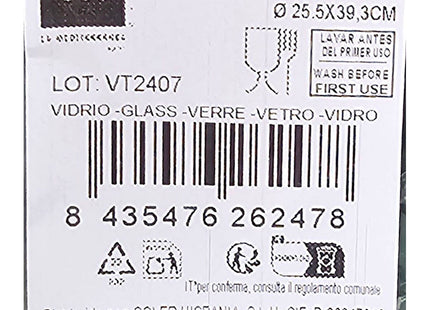 Ø 25.5X39,3CM
LAVAR ANTES
DEL PRIMER USO
WASH BEFORE
FIRST USE
LOT: VT2407
VIDRIO -GLASS -VERRE -VETRO -VIDRO
8 435476 262478
IT*per conferma, consulta il regolamento comunale